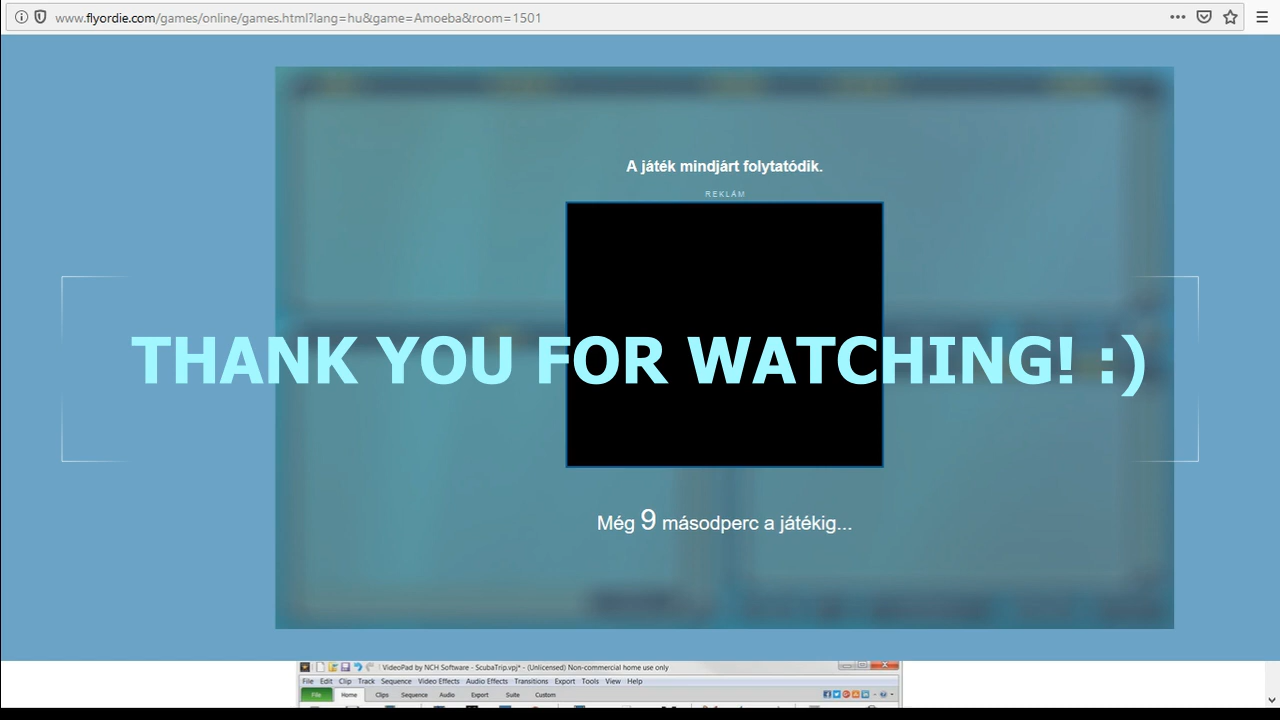 www.flyordie.com/games/online/games.html?lang=hu&game=Amoeba&room=1501
A játék mindjárt folytatódik.
REKLÁM
THANK YOU FOR WATCHING! :)
Még 9 másodperc a játékig...
VideoPad by NCH Software - ScubaTrip.vpj* - (Unlicensed) Non-commercial home use only
File Edit Clip Track Sequence Video Effects Audio Effects Transitions Export Tools View Help
File Home Clips Sequence Audio Export Suite Custom